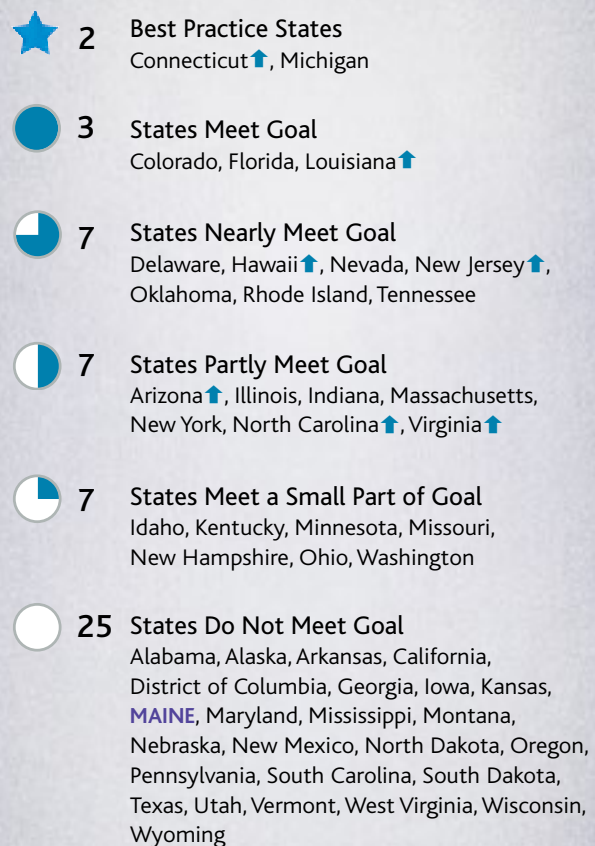 2 Best Practice States
Connecticut⬆, Michigan
3 States Meet Goal
Colorado, Florida, Louisiana⬆
7 States Nearly Meet Goal
Delaware, Hawaii⬆, Nevada, New Jersey⬆,
Oklahoma, Rhode Island, Tennessee
7 States Partly Meet Goal
Arizona⬆, Illinois, Indiana, Massachusetts,
New York, North Carolina⬆, Virginia⬆
7 States Meet a Small Part of Goal
Idaho, Kentucky, Minnesota, Missouri,
New Hampshire, Ohio, Washington
25 States Do Not Meet Goal
Alabama, Alaska, Arkansas, California,
District of Columbia, Georgia, Iowa, Kansas,
MAINE, Maryland, Mississippi, Montana,
Nebraska, New Mexico, North Dakota, Oregon,
Pennsylvania, South Carolina, South Dakota,
Texas, Utah, Vermont, West Virginia, Wisconsin,
Wyoming